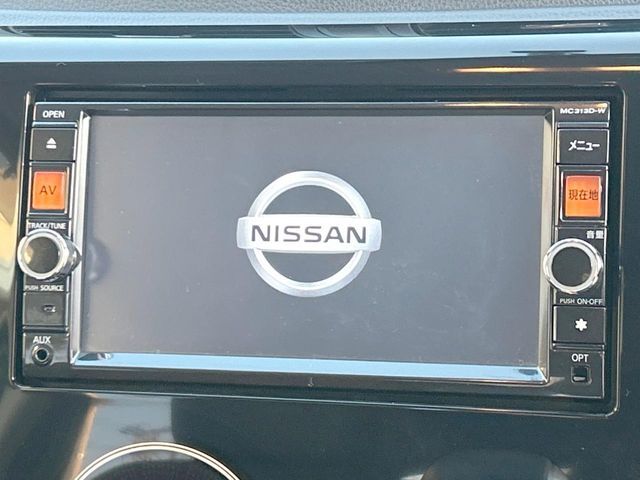 OPEN
MC313D-W
メニュー
AV
現在地
TRACK/TUNE
音量
NISSAN
PUSH SOURCE
PUSH ON·OFF
AUX
OPT